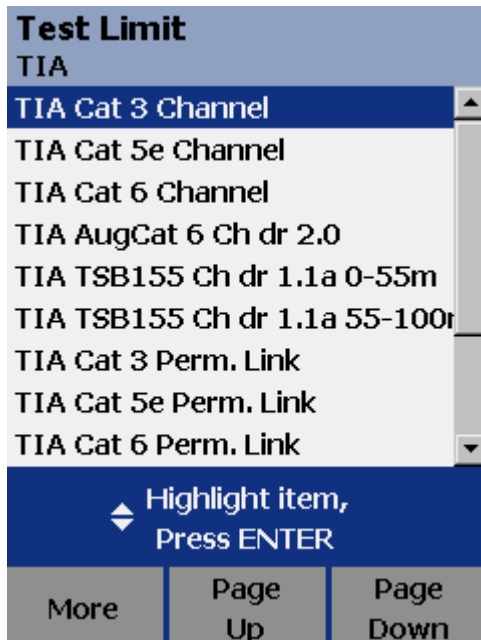 Test Limit
TIA
TIA Cat 3 Channel
TIA Cat 5e Channel
TIA Cat 6 Channel
TIA AugCat 6 Ch dr 2.0
TIA TSB155 Ch dr 1.1a 0-55m
TIA TSB155 Ch dr 1.1a 55-100
TIA Cat 3 Perm. Link
TIA Cat 5e Perm. Link
TIA Cat 6 Perm. Link
Highlight item,
Press ENTER
More
Page Up
Page Down